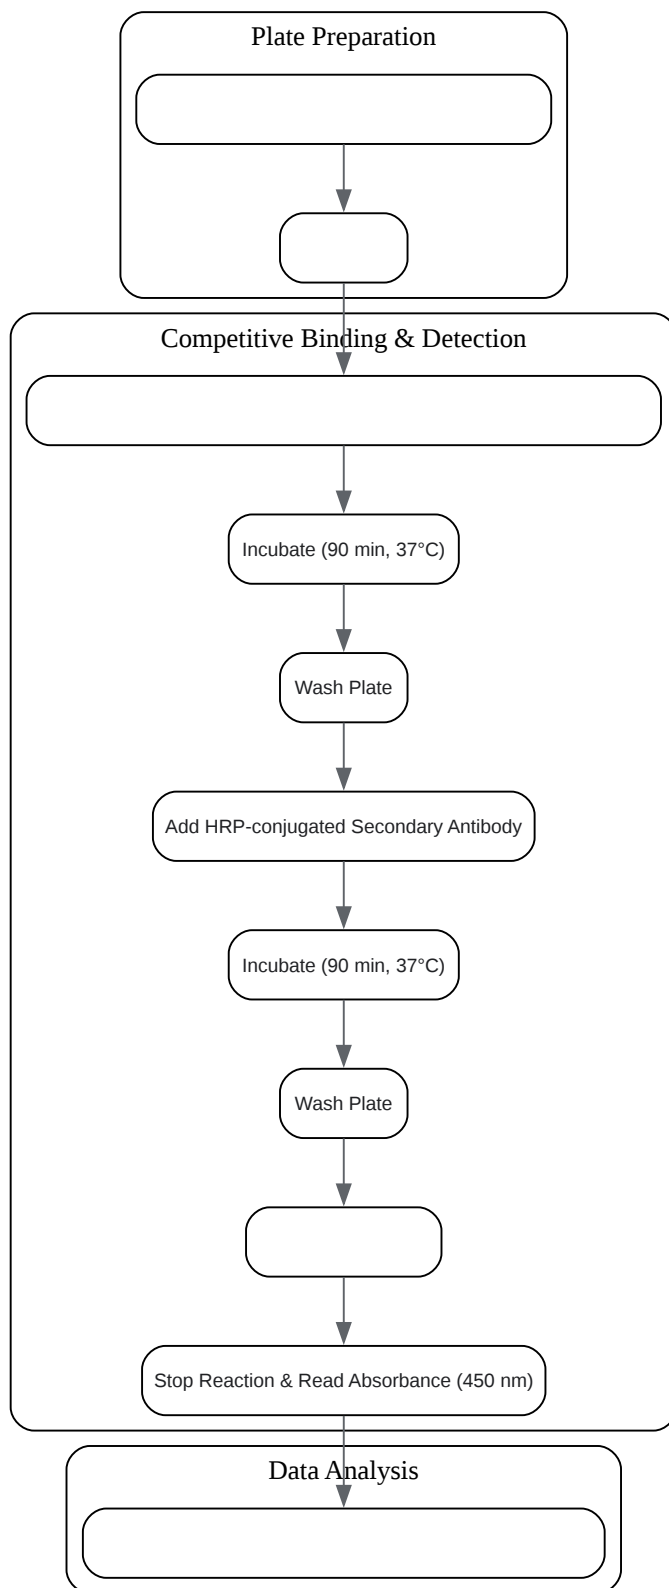 Plate Preparation
Competitive Binding & Detection
Incubate (90 min, 37°C)
Wash Plate
Add HRP-conjugated Secondary Antibody
Incubate (90 min, 37°C)
Wash Plate
Stop Reaction & Read Absorbance (450 nm)
Data Analysis